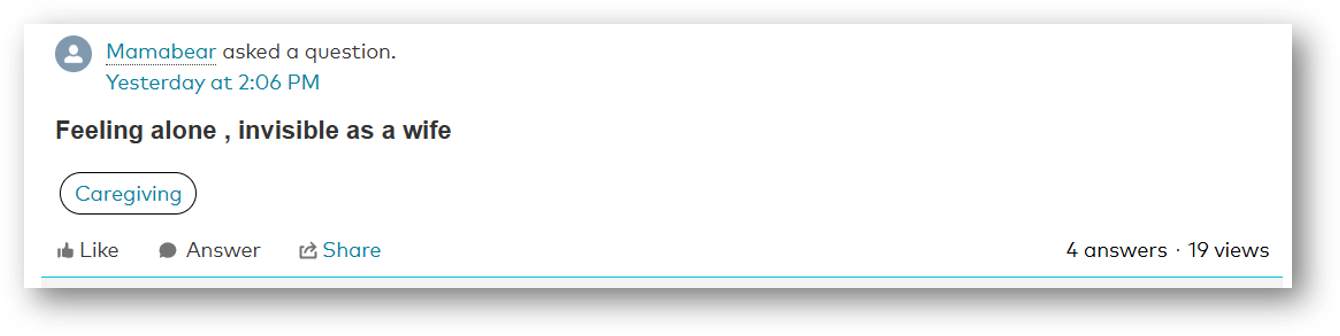 Mamabear asked a question.
Yesterday at 2:06 PM
Feeling alone , invisible as a wife
Caregiving
Like Answer Share 4 answers · 19 views